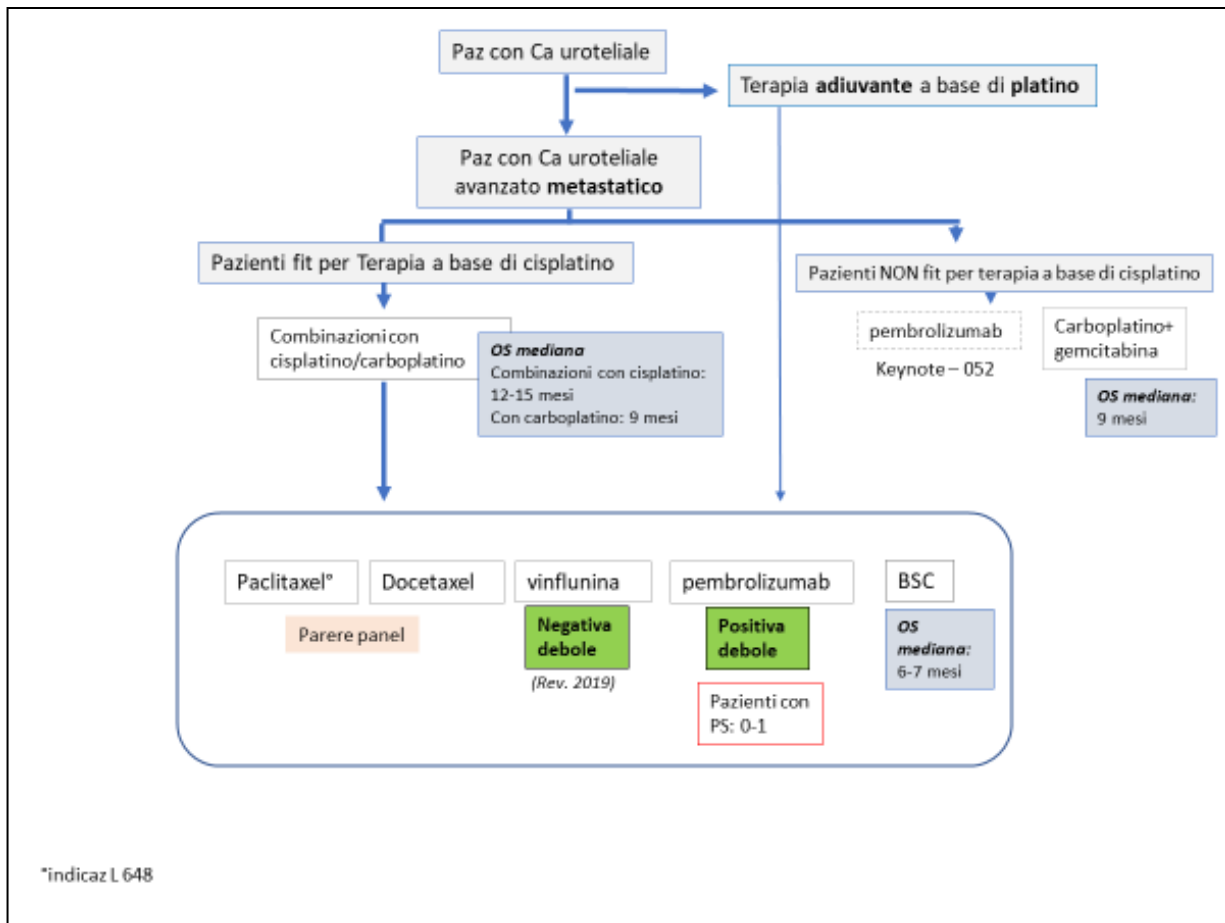 Paz con Ca uroteliale
Terapia adiuvante a base di platino
Paz con Ca uroteliale
avanzato metastatico
Pazienti fit per Terapia a base di cisplatino
Pazienti NON fit per terapia a base di cisplatino
Combinazioni con
cisplatino/carboplatino
OS mediana
Combinazioni con cisplatino:
12-15 mesi
Con carboplatino: 9 mesi
pembrolizumab
Keynote – 052
Carboplatino+
gemcitabina
OS mediana:
9 mesi
Paclitaxel°
Docetaxel
vinflunina
pembrolizumab
BSC
Parere panel
Negativa
debole
(Rev. 2019)
Positiva
debole
Pazienti con
PS: 0-1
OS
mediana:
6-7 mesi
°indicaz L 648